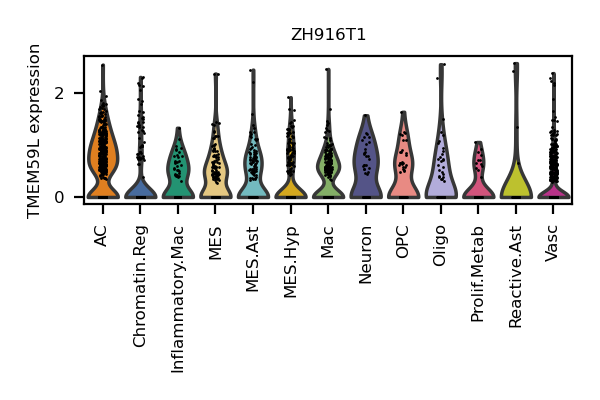 ZH916T1
TMEM59L expression
2
0
AC
Chromatin.Reg
Inflammatory.Mac
MES
MES.Ast
MES.Hyp
Mac
Neuron
OPC
Oligo
Prolif.Metab
Reactive.Ast
Vasc